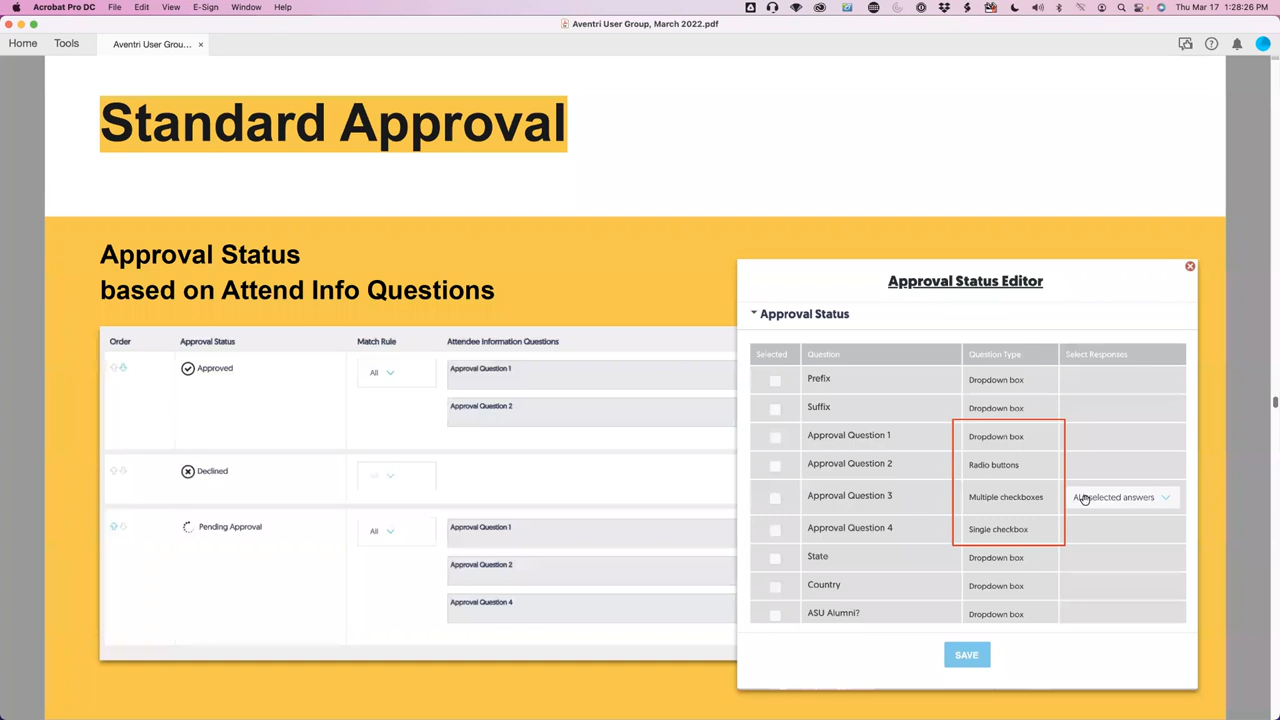 Acrobat Pro DC File Edit View E-Sign Window Help Thu Mar 17 1:28:26 PM
Aventri User Group, March 2022.pdf
Home Tools Aventri User Grou... ×
Standard Approval
Approval Status
based on Attend Info Questions
Order Approval Status Match Rule Attendee Information Questions
Approved All Approval Question 1
Approval Question 2
Declined
Pending Approval All Approval Question 1
Approval Question 2
Approval Question 4
Approval Status Editor
Approval Status
Selected Question Question Type Select Responses
Prefix Dropdown box
Suffix Dropdown box
Approval Question 1 Dropdown box
Approval Question 2 Radio buttons
Approval Question 3 Multiple checkboxes selected answers
Approval Question 4 Single checkbox
State Dropdown box
Country Dropdown box
ASU Alumni? Dropdown box
SAVE